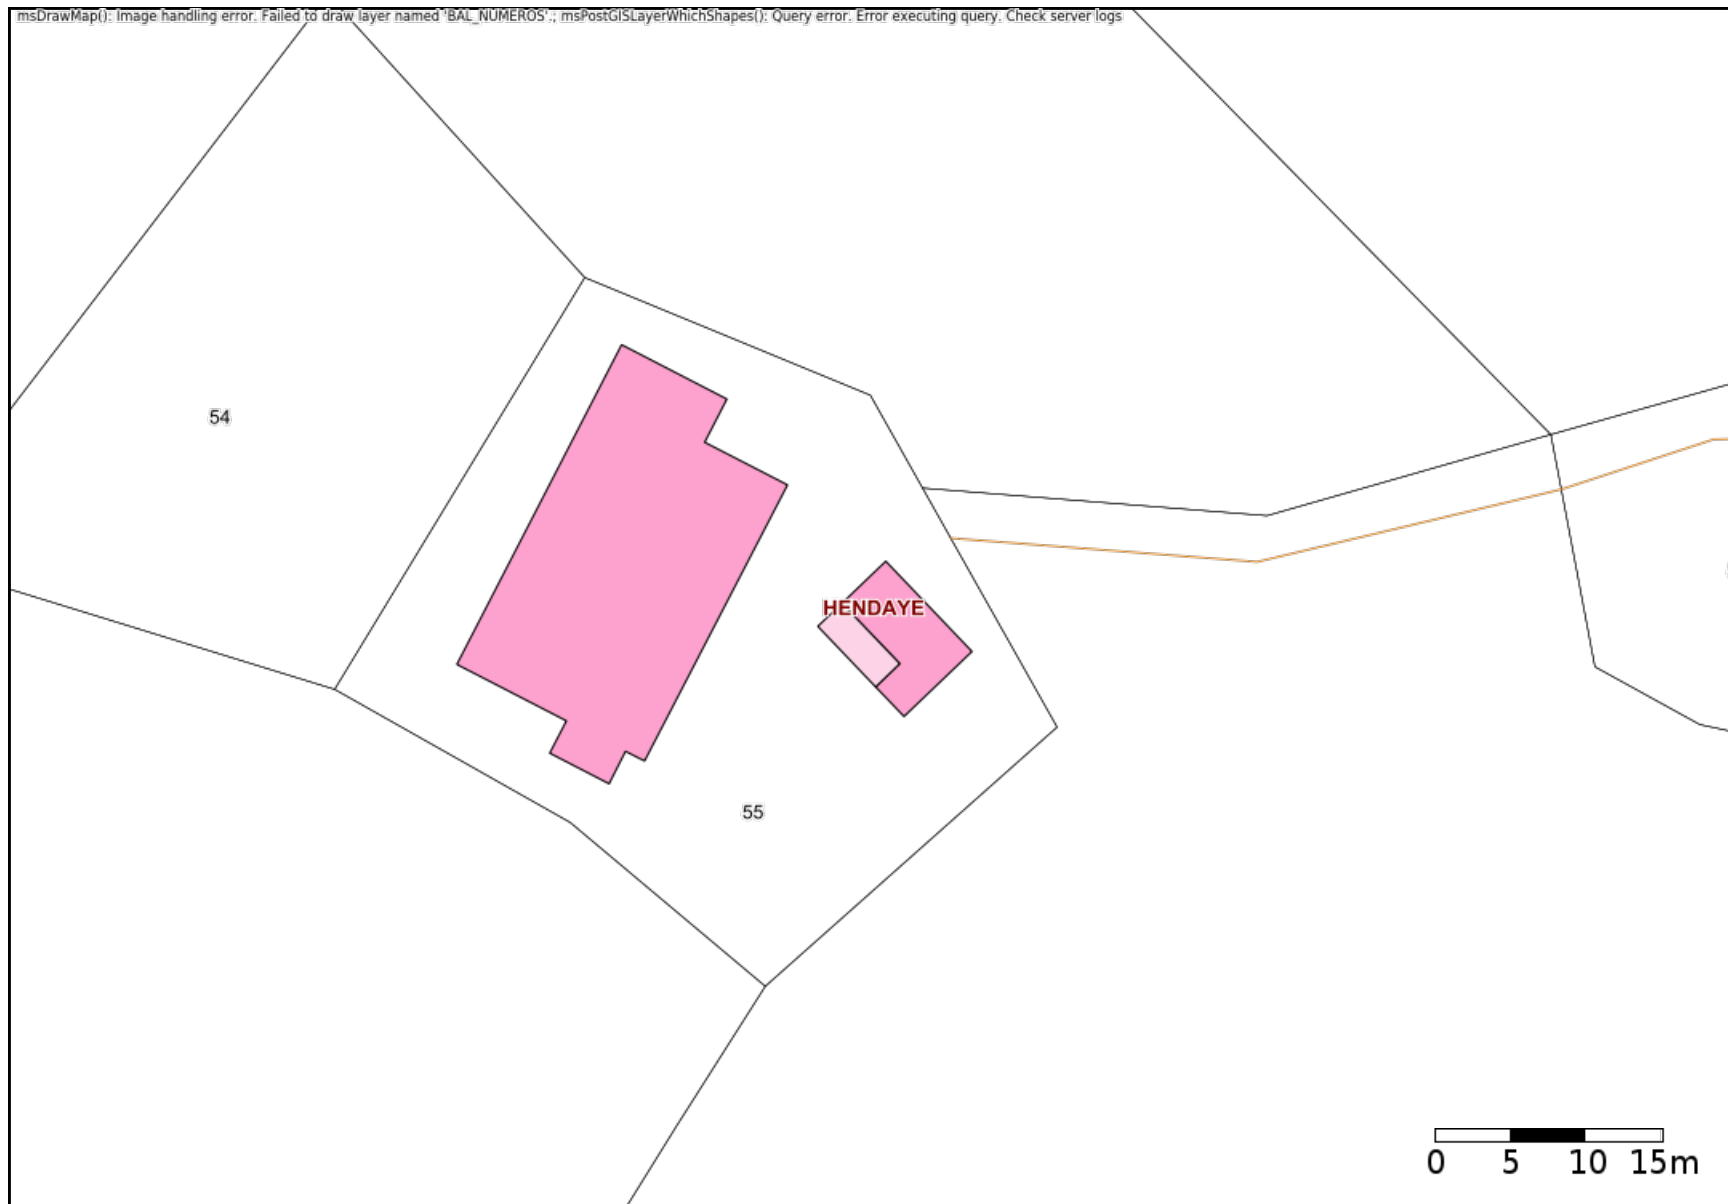 msDrawMap(): Image handling error. Failed to draw layer named 'BAL_NUMEROS'.; msPostGISLayerWhichShapes(): Query error. Error executing query. Check server logs
54
HENDAYE
55
0 5 10 15m